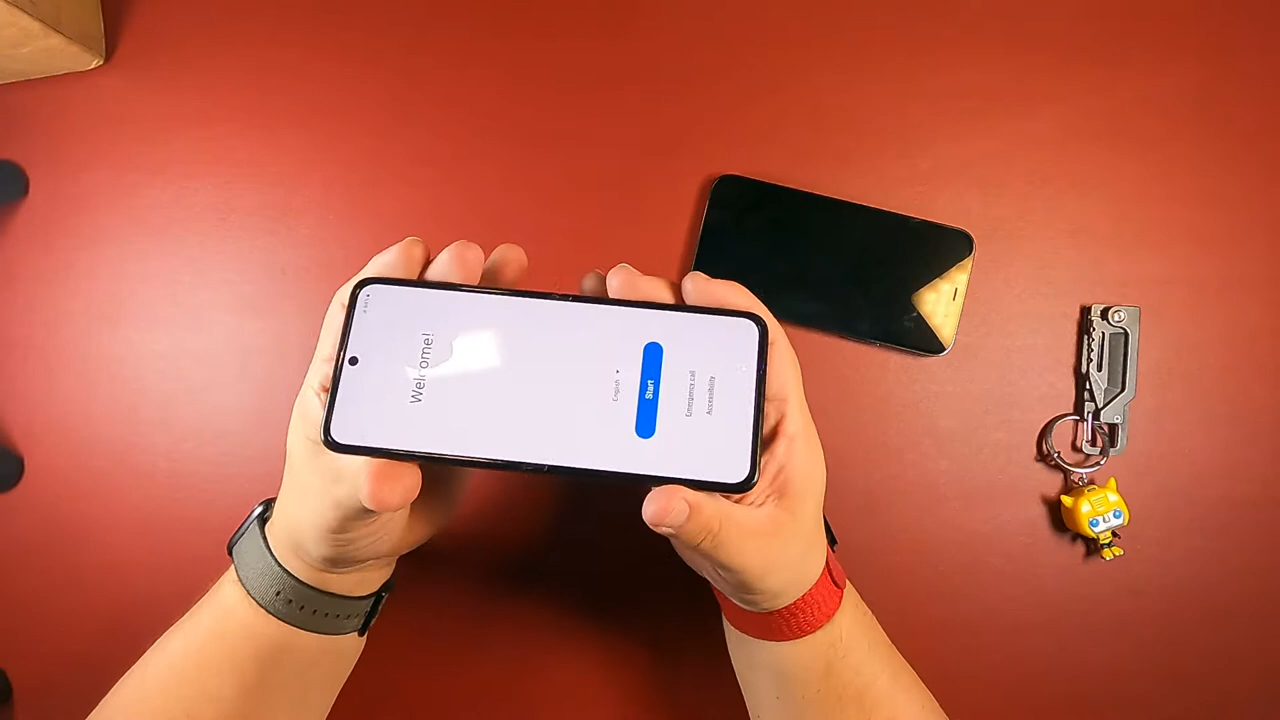 Welcome!
English
Start
Emergency call
Accessibility